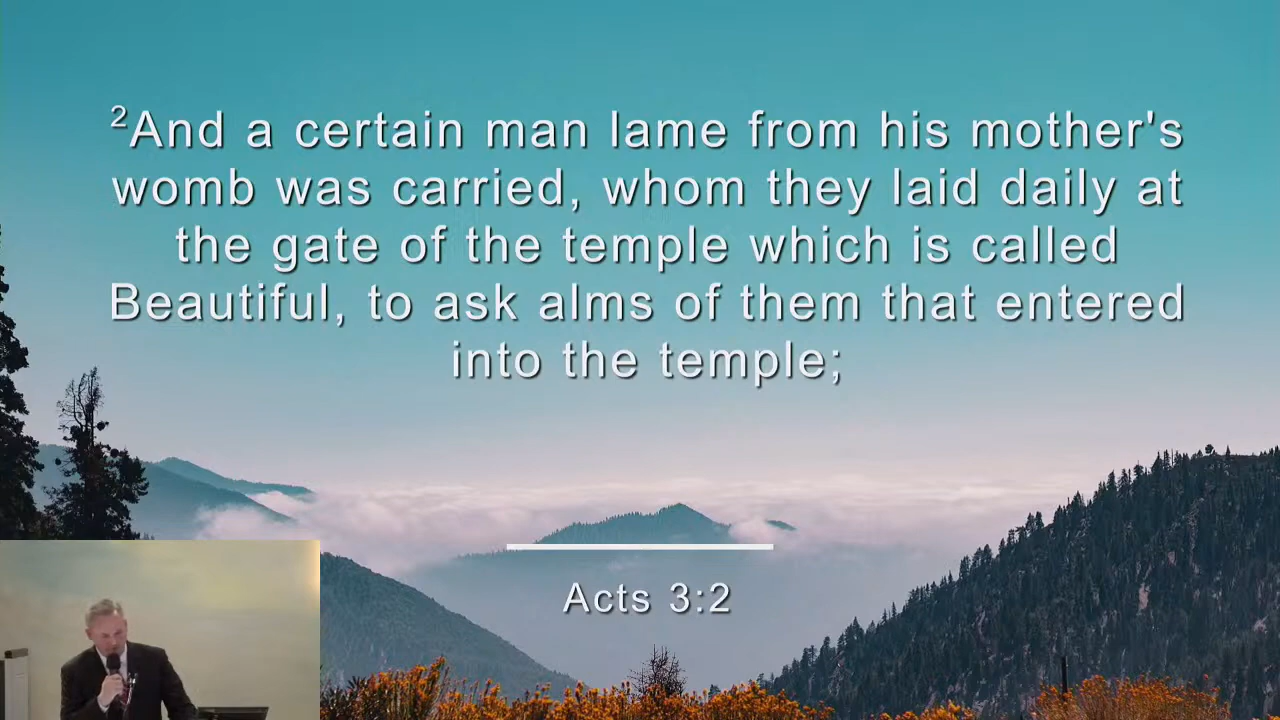 ²And a certain man lame from his mother's
womb was carried, whom they laid daily at
the gate of the temple which is called
Beautiful, to ask alms of them that entered
into the temple;
Acts 3:2